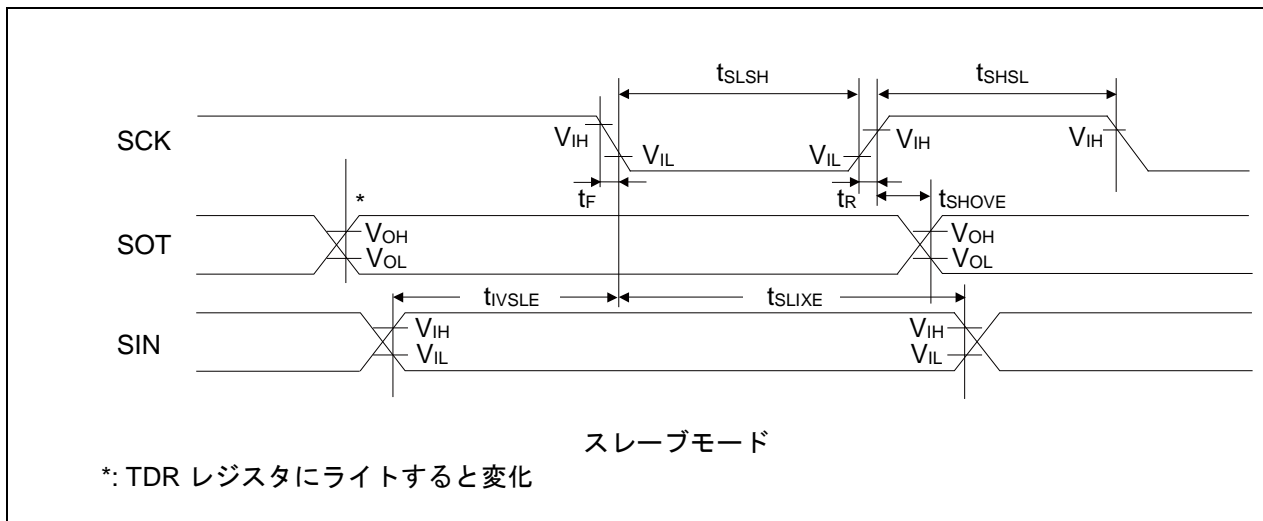 tSLSH
tSHSL
SCK
VIH
VIL
VIL
VIH
VIH
tF
tR
tSHOVE
*
SOT
VOH
VOL
VOH
VOL
tIVSLE
tSLIXE
SIN
VIH
VIL
VIH
VIL
スレーブモード
*: TDR レジスタにライトすると変化